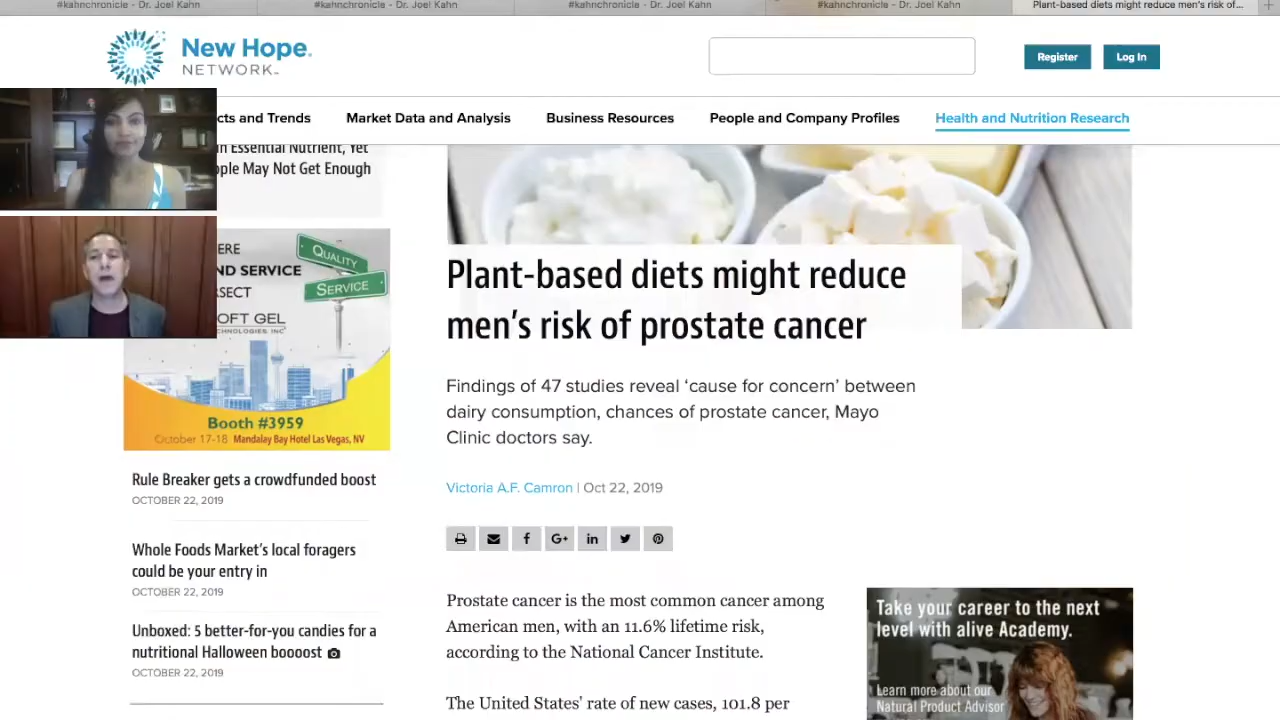 #kahnchronicle - Dr. Joel Kahn
#kahnchronicle - Dr. Joel Kahn
#kahnchronicle - Dr. Joel Kahn
#kahnchronicle - Dr. Joel Kahn
Plant-based diets might reduce men's risk of...
New Hope
NETWORK
Register
Log In
cts and Trends
Market Data and Analysis
Business Resources
People and Company Profiles
Health and Nutrition Research
n Essential Nutrient, Yet
ople May Not Get Enough
ERE
ND SERVICE
RSECT
QUALITY
SERVICE
OFT GEL
ECHNOLOGIES, INC
Booth #3959
October 17-18 Mandalay Bay Hotel Las Vegas, NV
Rule Breaker gets a crowdfunded boost
OCTOBER 22, 2019
Whole Foods Market's local foragers
could be your entry in
OCTOBER 22, 2019
Unboxed: 5 better-for-you candies for a
nutritional Halloween boooost
OCTOBER 22, 2019
Plant-based diets might reduce
men's risk of prostate cancer
Findings of 47 studies reveal 'cause for concern' between
dairy consumption, chances of prostate cancer, Mayo
Clinic doctors say.
Victoria A.F. Camron | Oct 22, 2019
Prostate cancer is the most common cancer among
American men, with an 11.6% lifetime risk,
according to the National Cancer Institute.
The United States' rate of new cases, 101.8 per
Take your career to the next
level with alive Academy.
Learn more about our
Natural Product Advisor